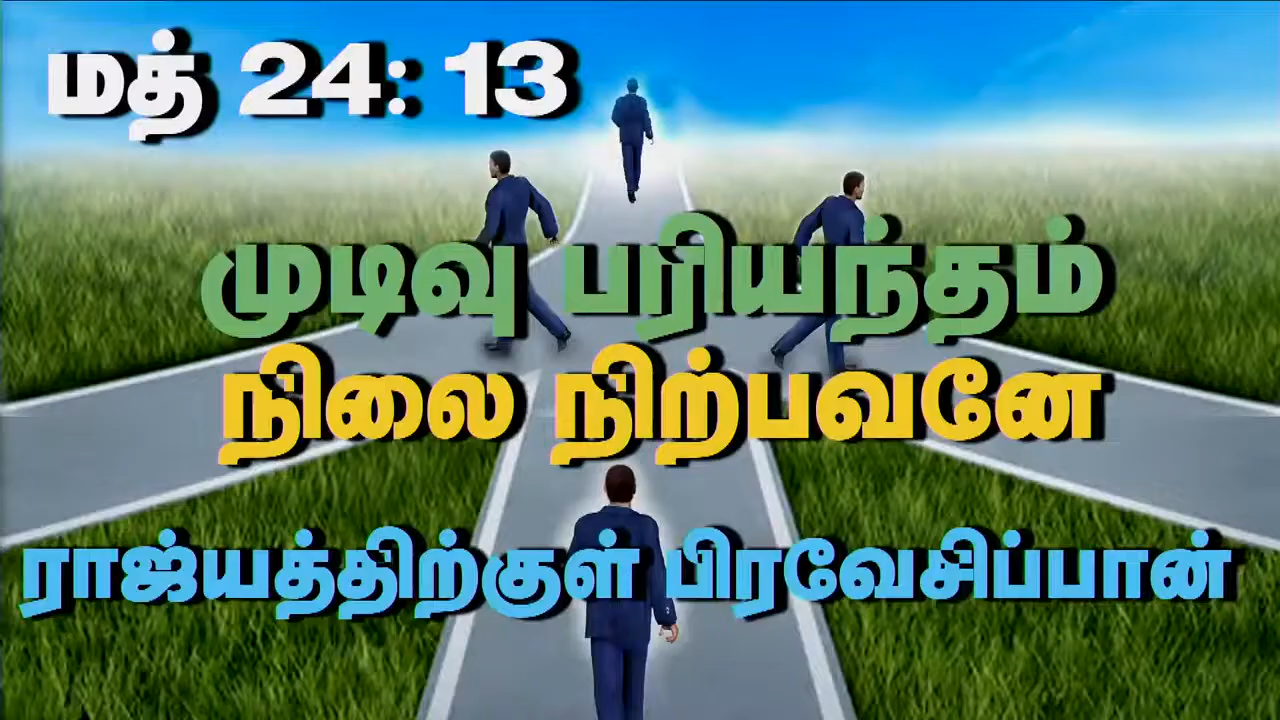 மத் 24: 13
முடிவு பரியந்தம்
நிலை நிற்பவனே
ராஜ்யத்திற்குள் பிரவேசிப்பான்